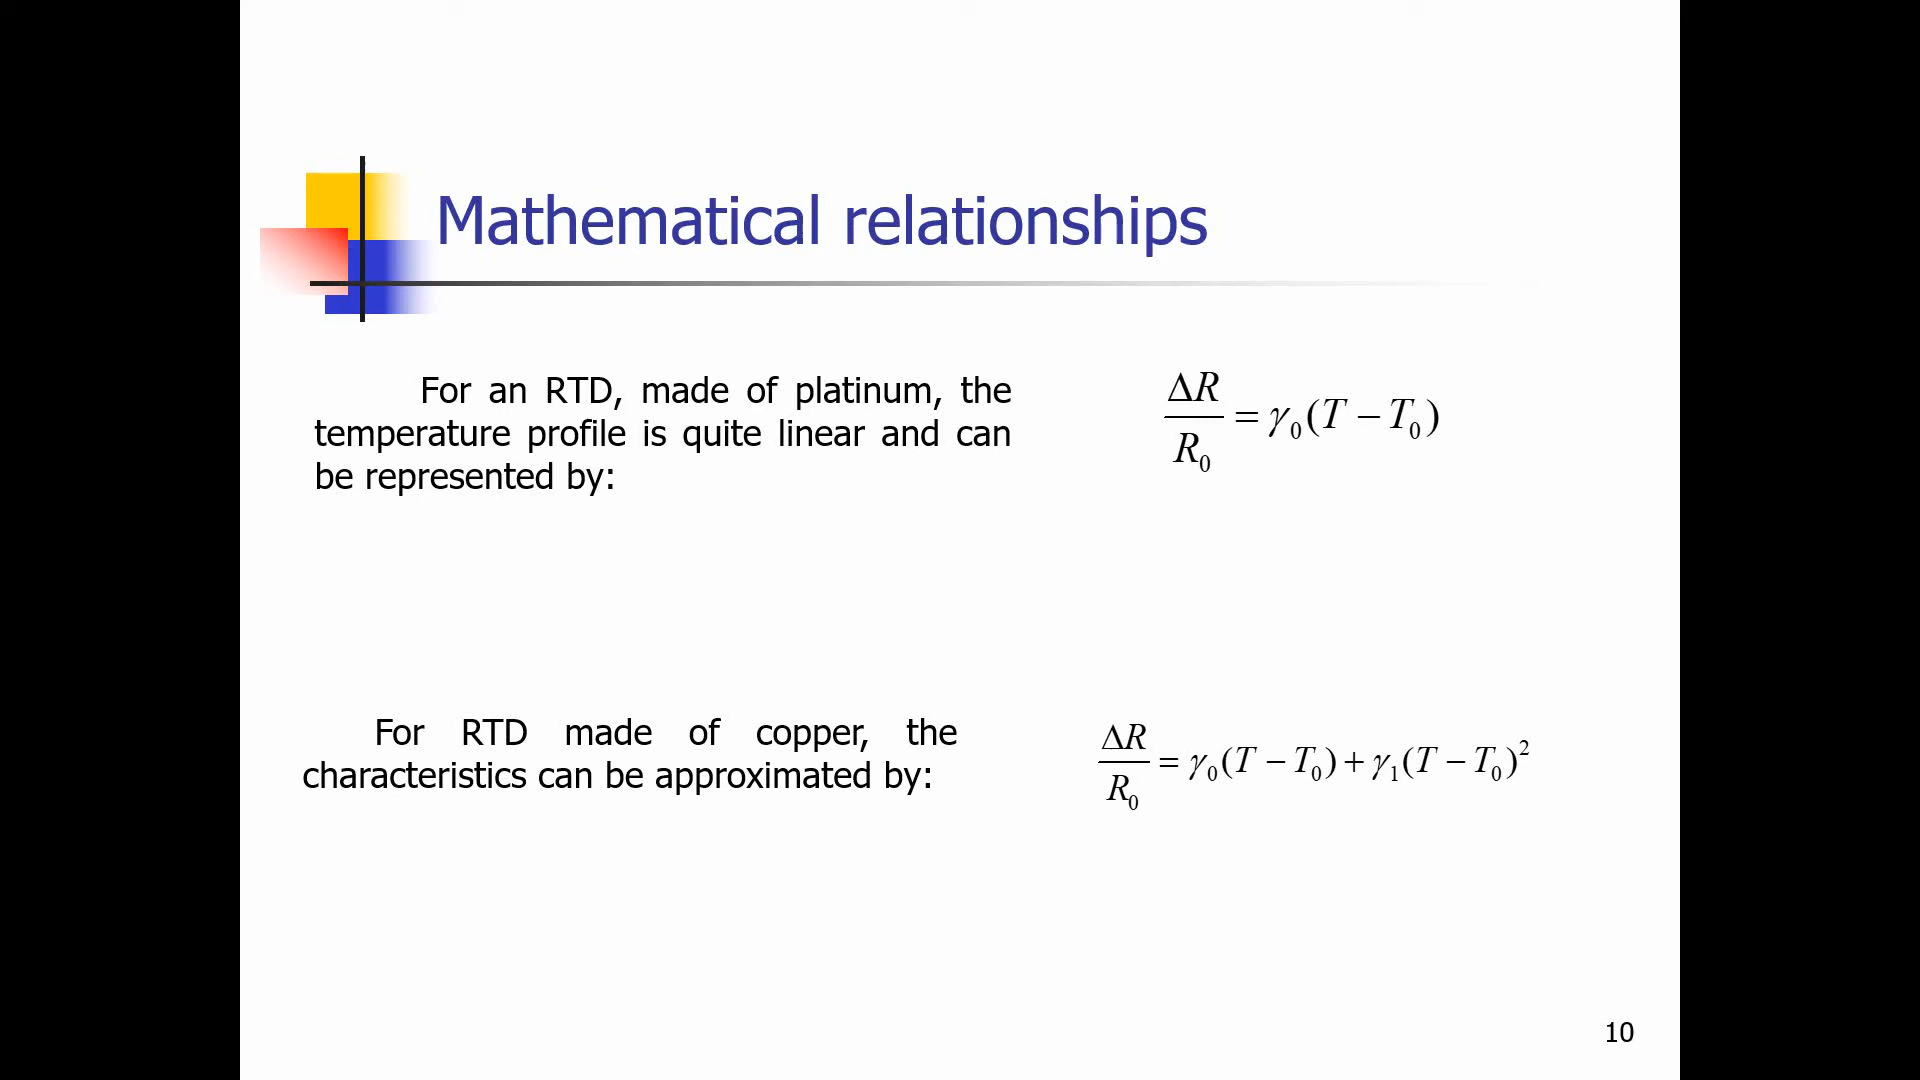 Mathematical relationships
For an RTD, made of platinum, the
temperature profile is quite linear and can
be represented by:
ΔR/R₀ = γ₀(T − T₀)
For RTD made of copper, the
characteristics can be approximated by:
ΔR/R₀ = γ₀(T − T₀) + γ₁(T − T₀)²
10